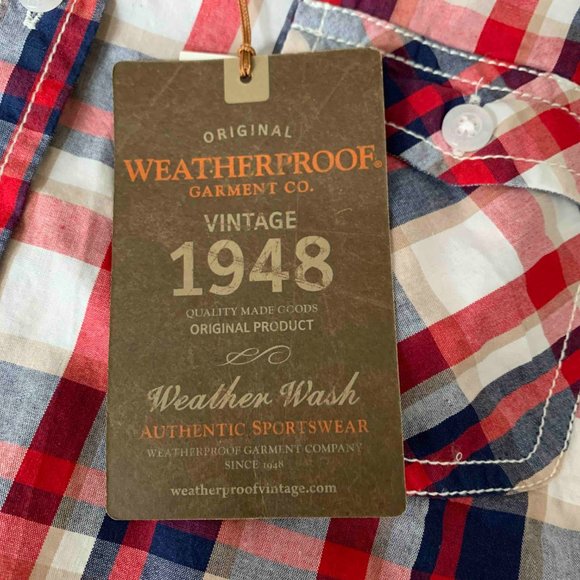 ORIGINAL
WEATHERPROOF®
GARMENT CO.
VINTAGE
1948
QUALITY MADE GOODS
ORIGINAL PRODUCT
Weather Wash
AUTHENTIC SPORTSWEAR
WEATHERPROOF GARMENT COMPANY
SINCE 1948
weatherproofvintage.com